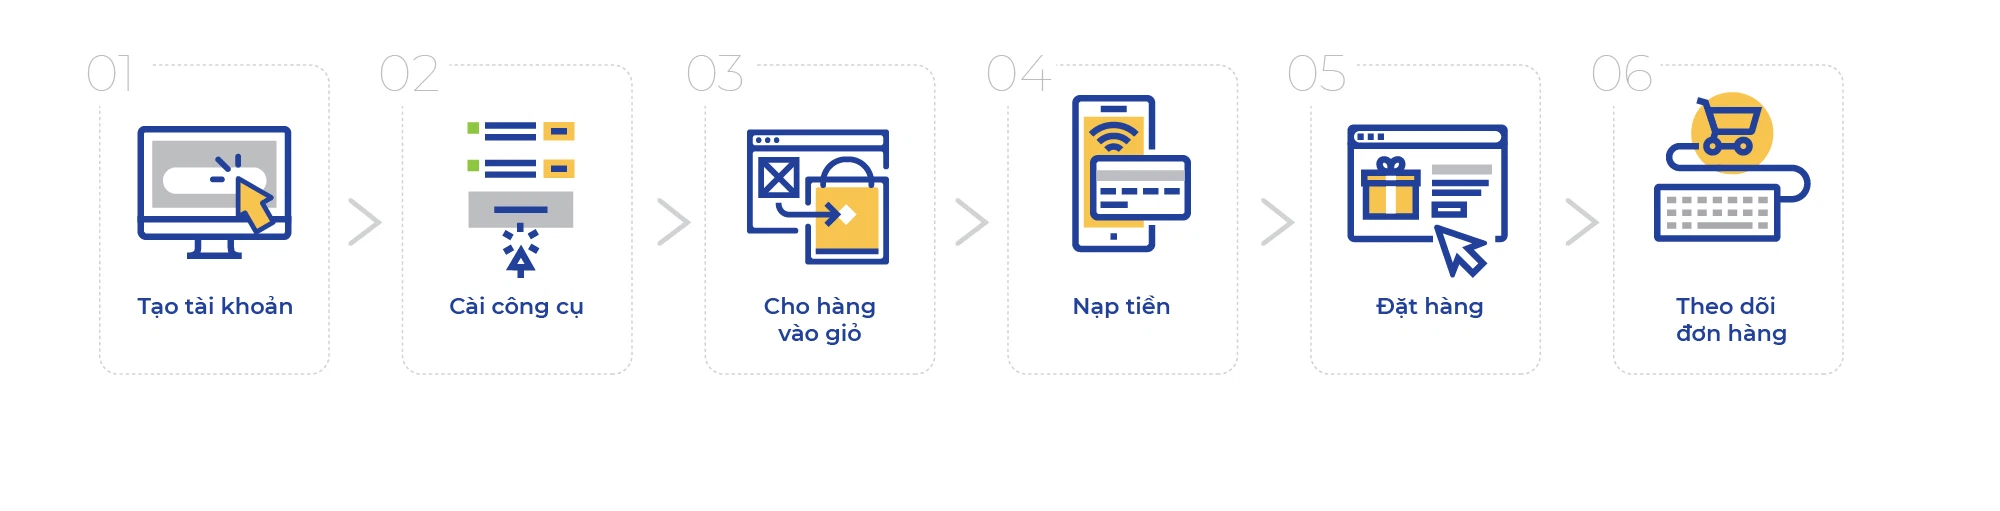 01
Tạo tài khoản
02
Cài công cụ
03
Cho hàng
vào giỏ
04
Nạp tiền
05
Đặt hàng
06
Theo dõi
đơn hàng